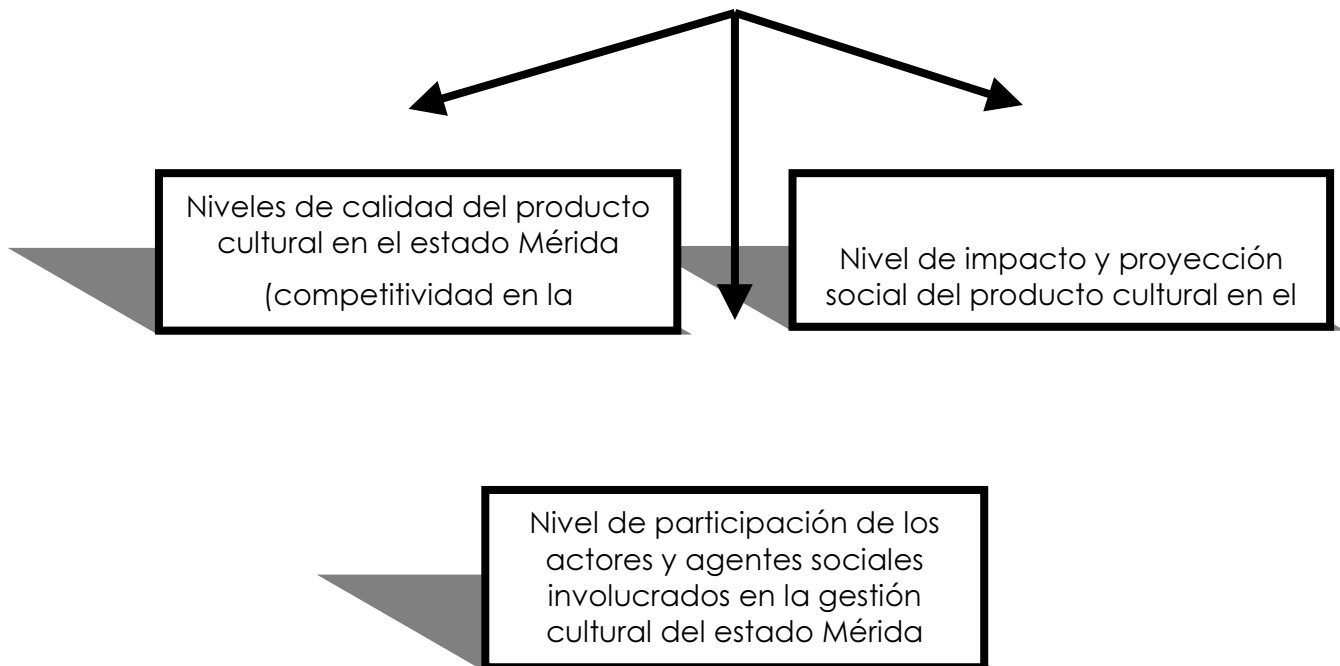 Niveles de calidad del producto
cultural en el estado Mérida
(competitividad en la
Nivel de impacto y proyección
social del producto cultural en el
Nivel de participación de los
actores y agentes sociales
involucrados en la gestión
cultural del estado Mérida